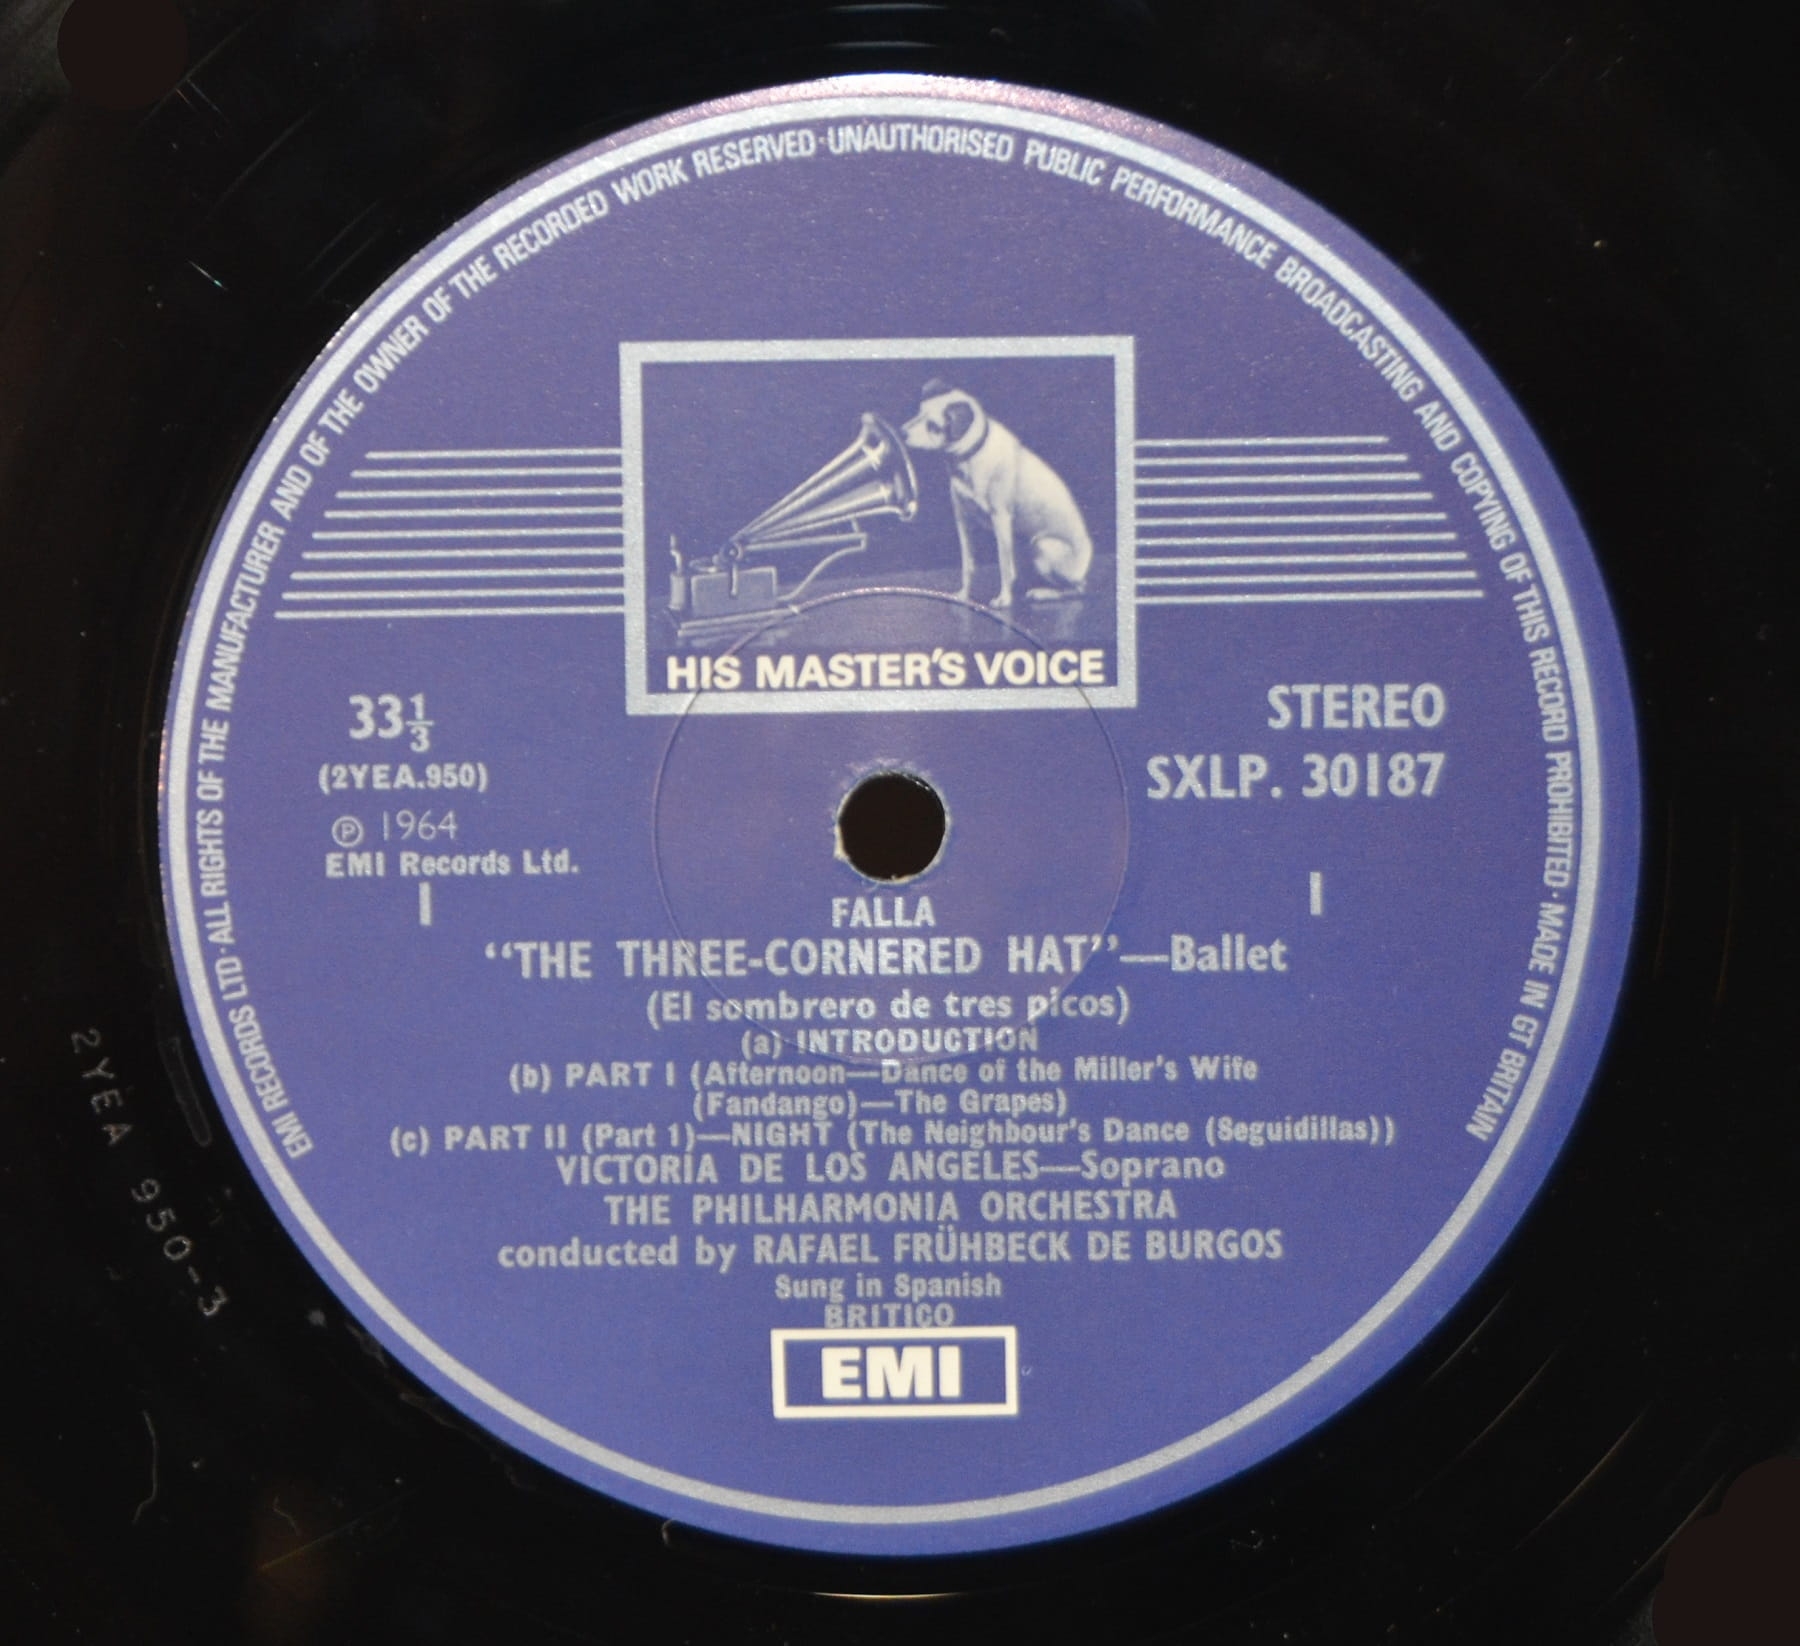 EMI RECORDS LTD · ALL RIGHTS OF THE MANUFACTURER AND OF THE OWNER OF THE RECORDED WORK RESERVED · UNAUTHORISED PUBLIC PERFORMANCE BROADCASTING AND COPYING OF THIS RECORD PROHIBITED · MADE IN GT BRITAIN
HIS MASTER'S VOICE
33⅓
STEREO
(2YEA.950)
SXLP. 30187
℗ 1964
EMI Records Ltd.
I
I
FALLA
“THE THREE-CORNERED HAT”—Ballet
(El sombrero de tres picos)
(a) INTRODUCTION
(b) PART I (Afternoon—Dance of the Miller's Wife
(Fandango)—The Grapes)
(c) PART II (Part 1)—NIGHT (The Neighbour's Dance (Seguidillas))
VICTORIA DE LOS ANGELES—Soprano
THE PHILHARMONIA ORCHESTRA
conducted by RAFAEL FRÜHBECK DE BURGOS
Sung in Spanish
BRITICO
EMI
2YEA 950-3